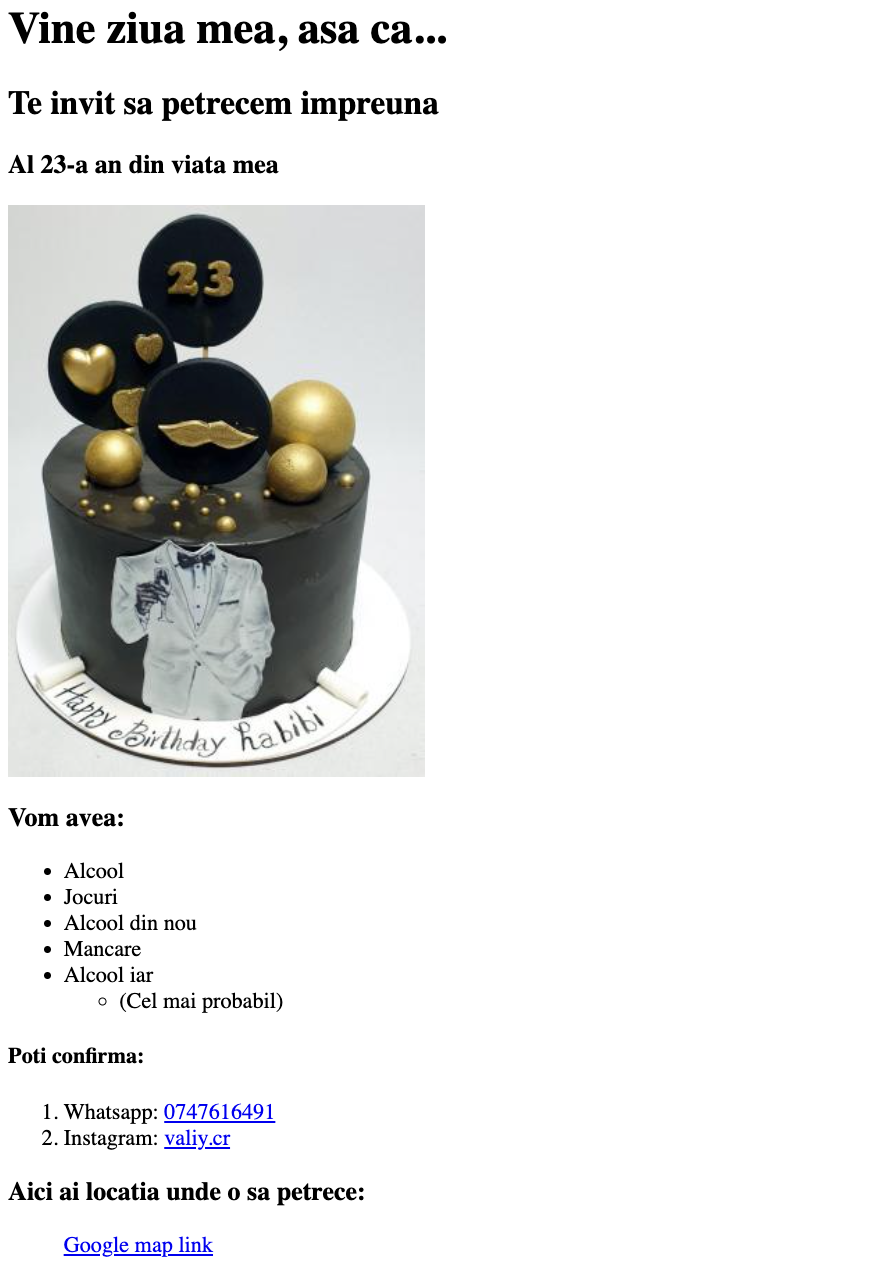 Vine ziua mea, asa ca...
Te invit sa petrecem impreuna
Al 23-a an din viata mea
23
Happy Birthday habibi
Vom avea:
Alcool
Jocuri
Alcool din nou
Mancare
Alcool iar
(Cel mai probabil)
Poti confirma:
1. Whatsapp: 0747616491
2. Instagram: valiy.cr
Aici ai locatia unde o sa petrece:
Google map link